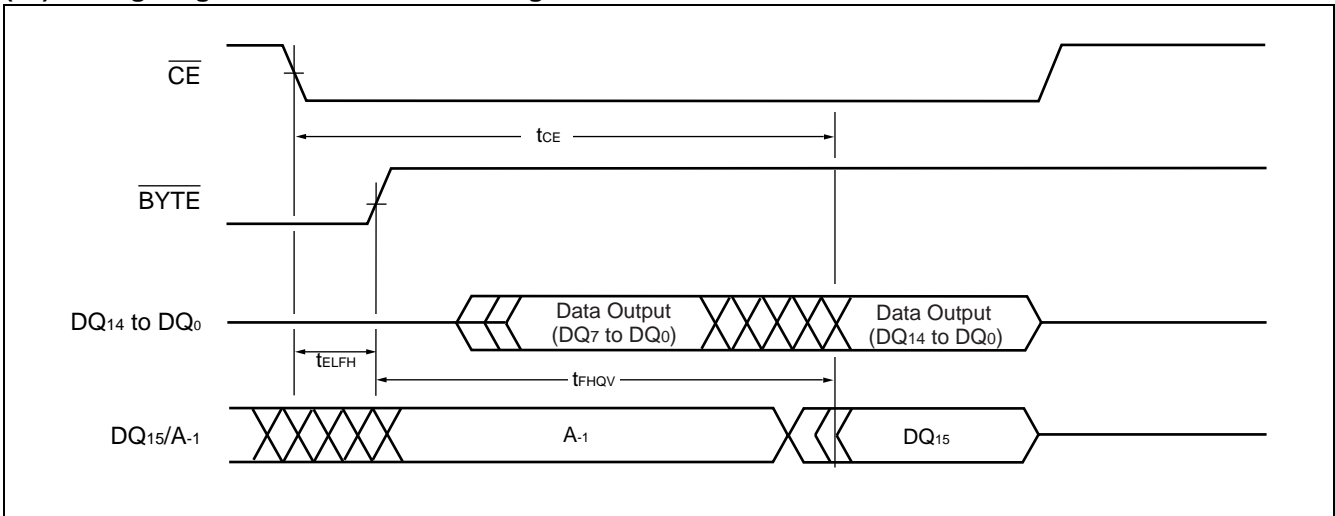 CE
tCE
BYTE
DQ14 to DQ0
Data Output
(DQ7 to DQ0)
Data Output
(DQ14 to DQ0)
tELFH
tFHQV
DQ15/A-1
A-1
DQ15